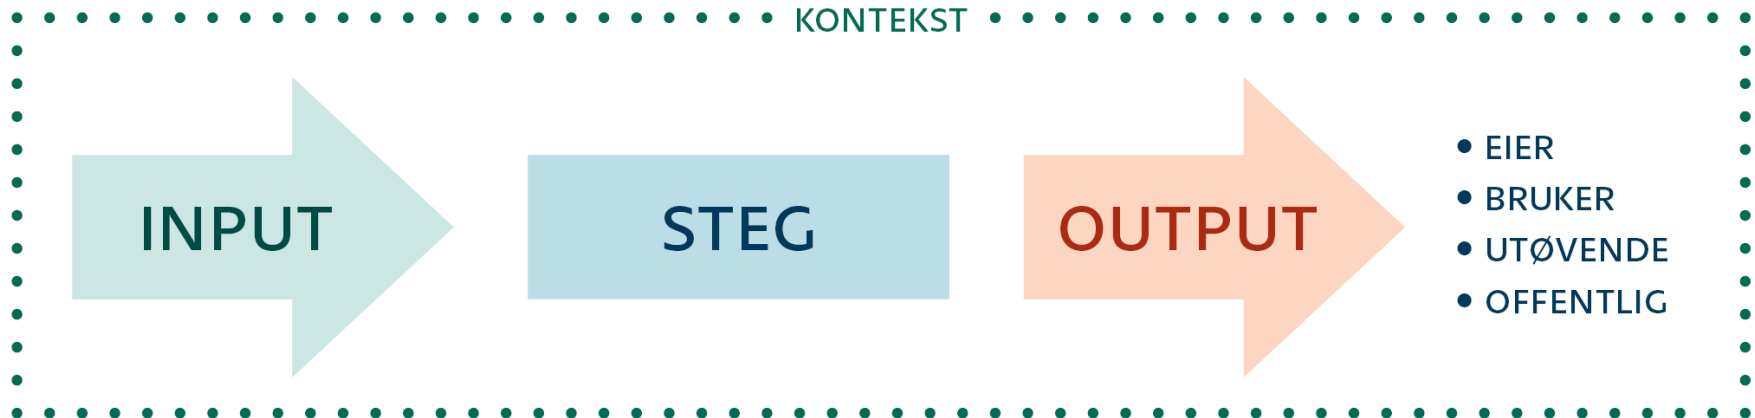 KONTEKST
INPUT
STEG
OUTPUT
• EIER
• BRUKER
• UTØVENDE
• OFFENTLIG